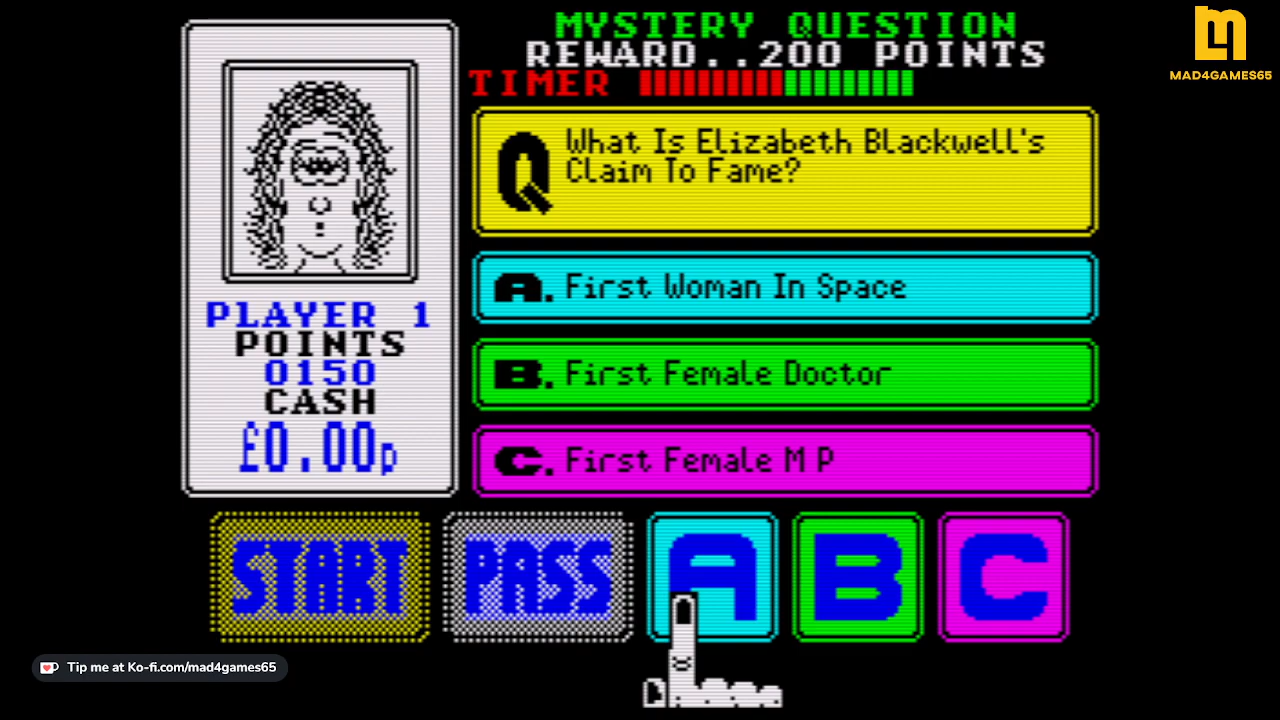 MYSTERY QUESTION
REWARD..200 POINTS
TIMER
MAD4GAMES65
Q What Is Elizabeth Blackwell's
Claim To Fame?
A. First Woman In Space
B. First Female Doctor
C. First Female M P
PLAYER 1
POINTS
0150
CASH
£0.00p
START PASS A B C
Tip me at Ko-fi.com/mad4games65